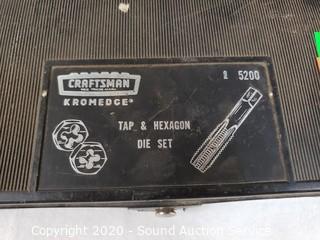 CRAFTSMAN
KROMEDGE®
5200
TAP & HEXAGON
DIE SET
Copyright 2020 - Sound Auction Service